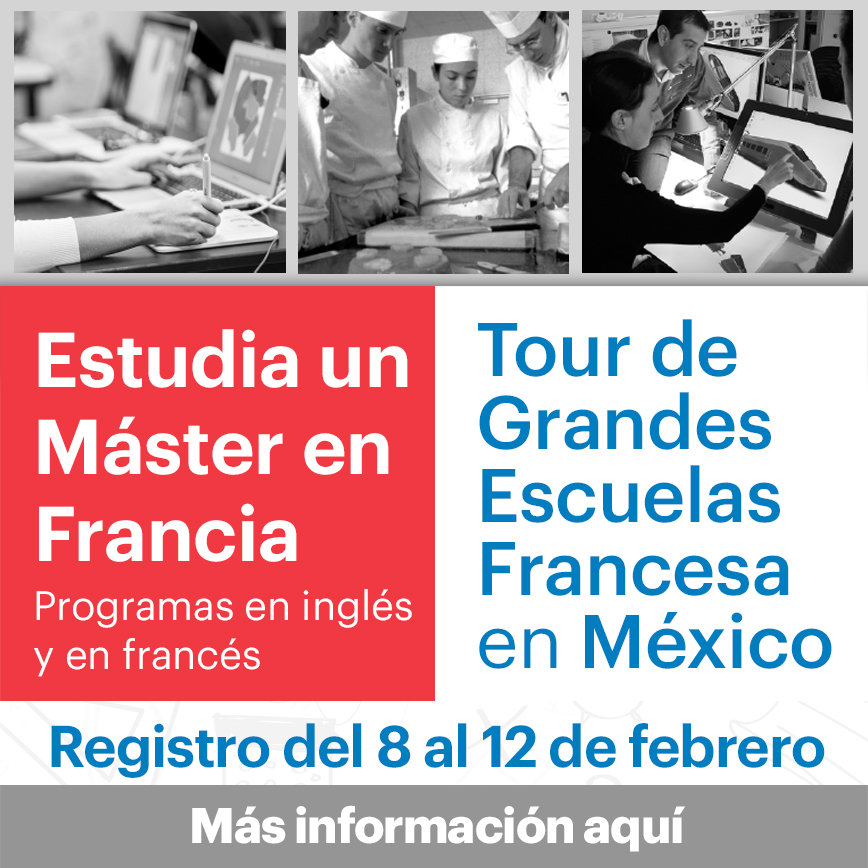 Estudia un
Máster en
Francia
Programas en inglés
y en francés
Tour de
Grandes
Escuelas
Francesa
en México
Registro del 8 al 12 de febrero
Más información aquí